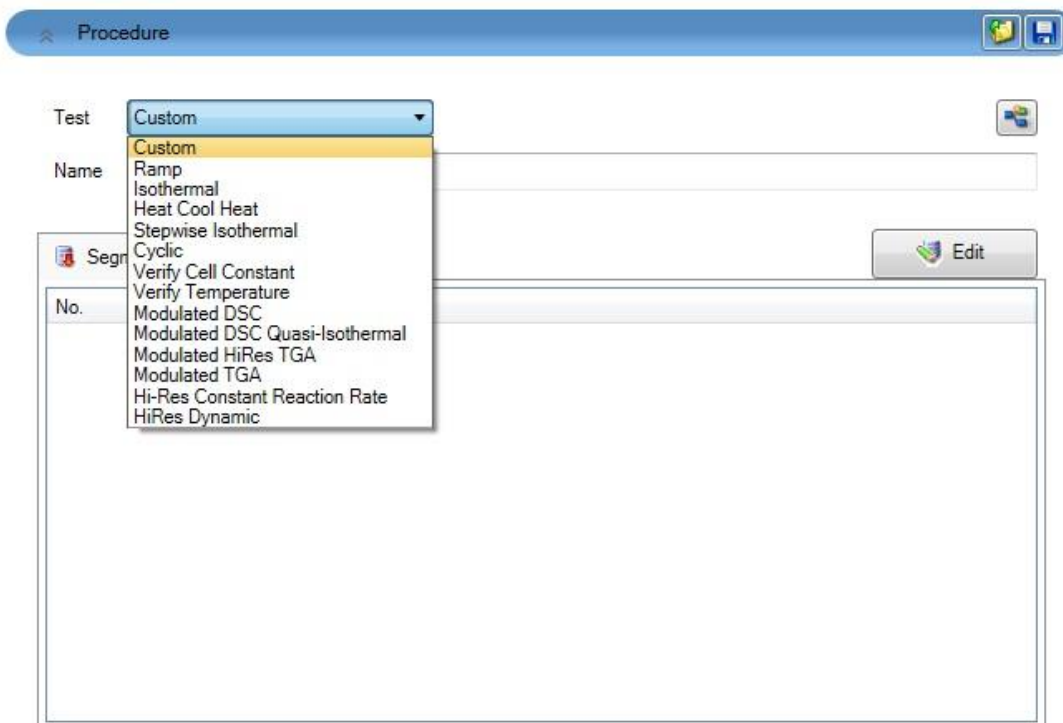 Procedure
Test
Custom
Custom
Name
Ramp
Isothermal
Heat Cool Heat
Stepwise Isothermal
Cyclic
Segm
Edit
Verify Cell Constant
Verify Temperature
No.
Modulated DSC
Modulated DSC Quasi-Isothermal
Modulated HiRes TGA
Modulated TGA
Hi-Res Constant Reaction Rate
HiRes Dynamic